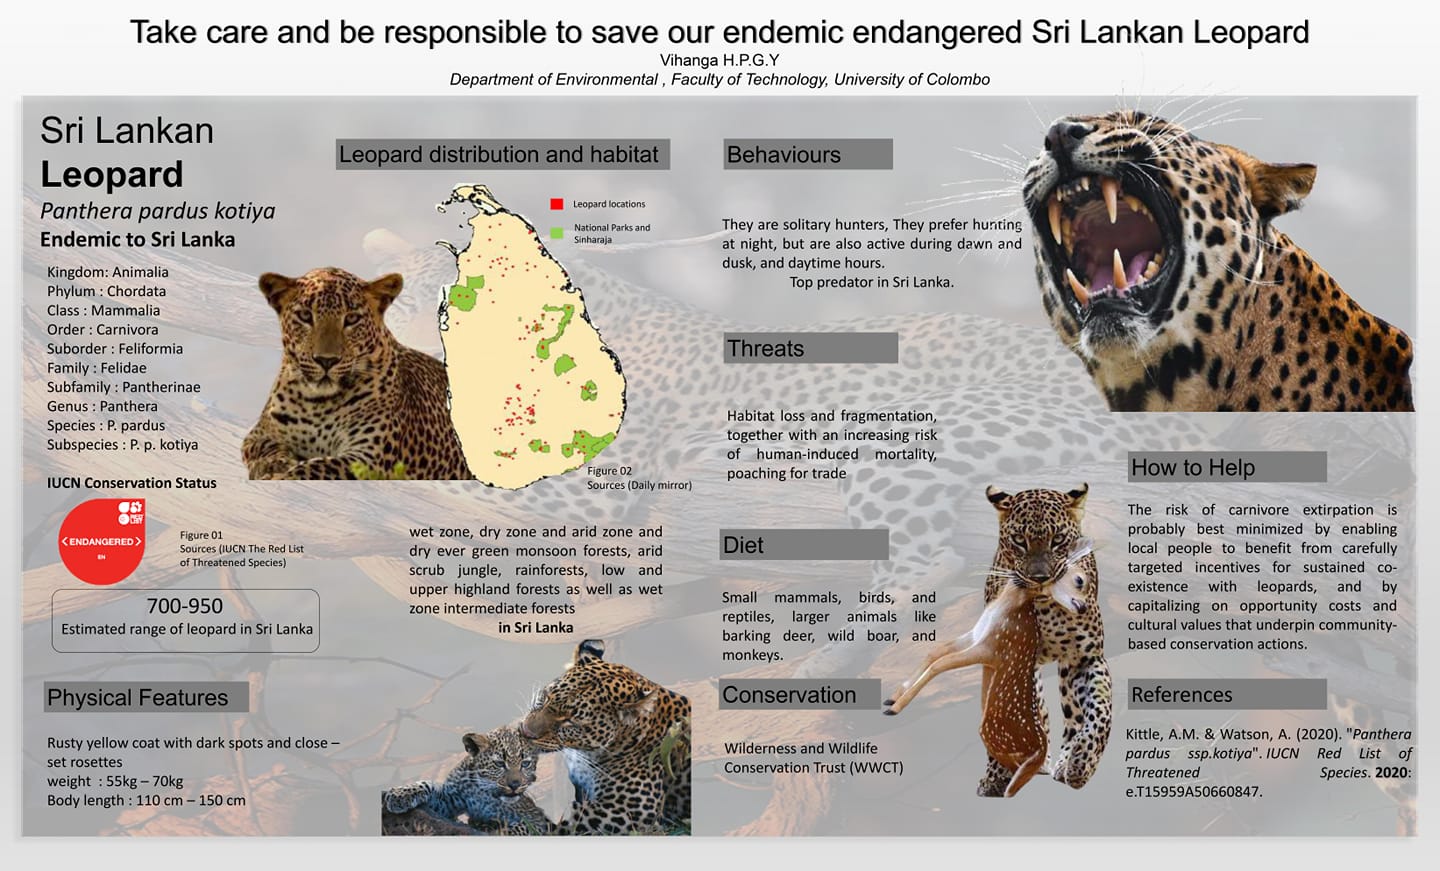 Take care and be responsible to save our endemic endangered Sri Lankan Leopard
Vihanga H.P.G.Y
Department of Environmental , Faculty of Technology, University of Colombo
Sri Lankan
Leopard
Panthera pardus kotiya
Endemic to Sri Lanka
Kingdom: Animalia
Phylum : Chordata
Class : Mammalia
Order : Carnivora
Suborder : Feliformia
Family : Felidae
Subfamily : Pantherinae
Genus : Panthera
Species : P. pardus
Subspecies : P. p. kotiya
IUCN Conservation Status
RED
LIST
< ENDANGERED >
EN
Figure 01
Sources (IUCN The Red List
of Threatened Species)
700-950
Estimated range of leopard in Sri Lanka
Physical Features
Rusty yellow coat with dark spots and close –
set rosettes
weight : 55kg – 70kg
Body length : 110 cm – 150 cm
Leopard distribution and habitat
Leopard locations
National Parks and
Sinharaja
Figure 02
Sources (Daily mirror)
wet zone, dry zone and arid zone and
dry ever green monsoon forests, arid
scrub jungle, rainforests, low and
upper highland forests as well as wet
zone intermediate forests
in Sri Lanka
Behaviours
They are solitary hunters, They prefer hunting
at night, but are also active during dawn and
dusk, and daytime hours.
Top predator in Sri Lanka.
Threats
Habitat loss and fragmentation,
together with an increasing risk
of human-induced mortality,
poaching for trade
Diet
Small mammals, birds, and
reptiles, larger animals like
barking deer, wild boar, and
monkeys.
Conservation
Wilderness and Wildlife
Conservation Trust (WWCT)
How to Help
The risk of carnivore extirpation is
probably best minimized by enabling
local people to benefit from carefully
targeted incentives for sustained co-
existence with leopards, and by
capitalizing on opportunity costs and
cultural values that underpin community-
based conservation actions.
References
Kittle, A.M. & Watson, A. (2020). "Panthera
pardus ssp.kotiya". IUCN Red List of
Threatened Species. 2020:
e.T15959A50660847.